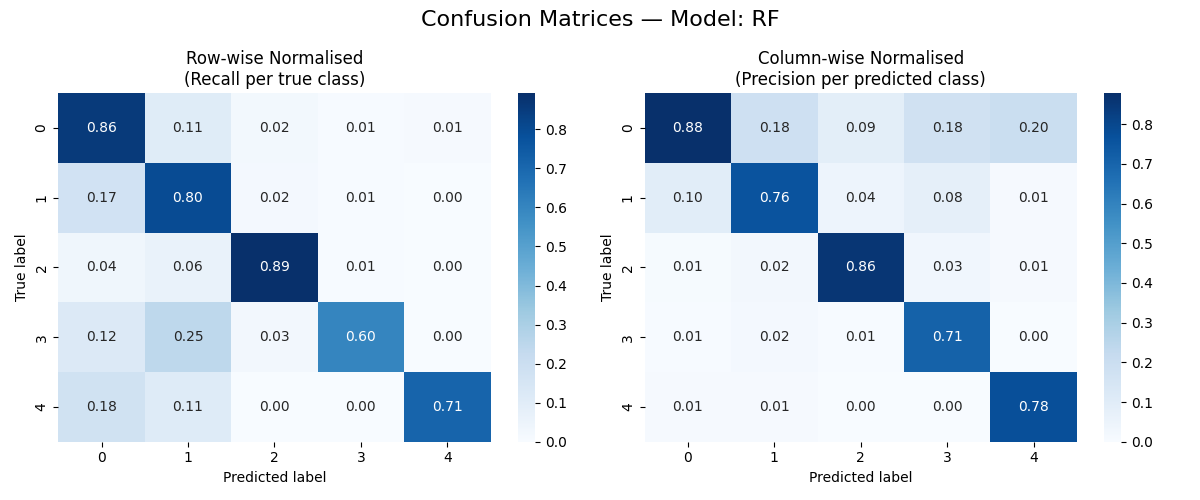 Confusion Matrices — Model: RF
Row-wise Normalised
(Recall per true class)
0 0.86 0.11 0.02 0.01 0.01
1 0.17 0.80 0.02 0.01 0.00
2 0.04 0.06 0.89 0.01 0.00
3 0.12 0.25 0.03 0.60 0.00
4 0.18 0.11 0.00 0.00 0.71
0 1 2 3 4
Predicted label
True label
0.8
0.7
0.6
0.5
0.4
0.3
0.2
0.1
0.0
Column-wise Normalised
(Precision per predicted class)
0 0.88 0.18 0.09 0.18 0.20
1 0.10 0.76 0.04 0.08 0.01
2 0.01 0.02 0.86 0.03 0.01
3 0.01 0.02 0.01 0.71 0.00
4 0.01 0.01 0.00 0.00 0.78
0 1 2 3 4
Predicted label
True label
0.8
0.7
0.6
0.5
0.4
0.3
0.2
0.1
0.0